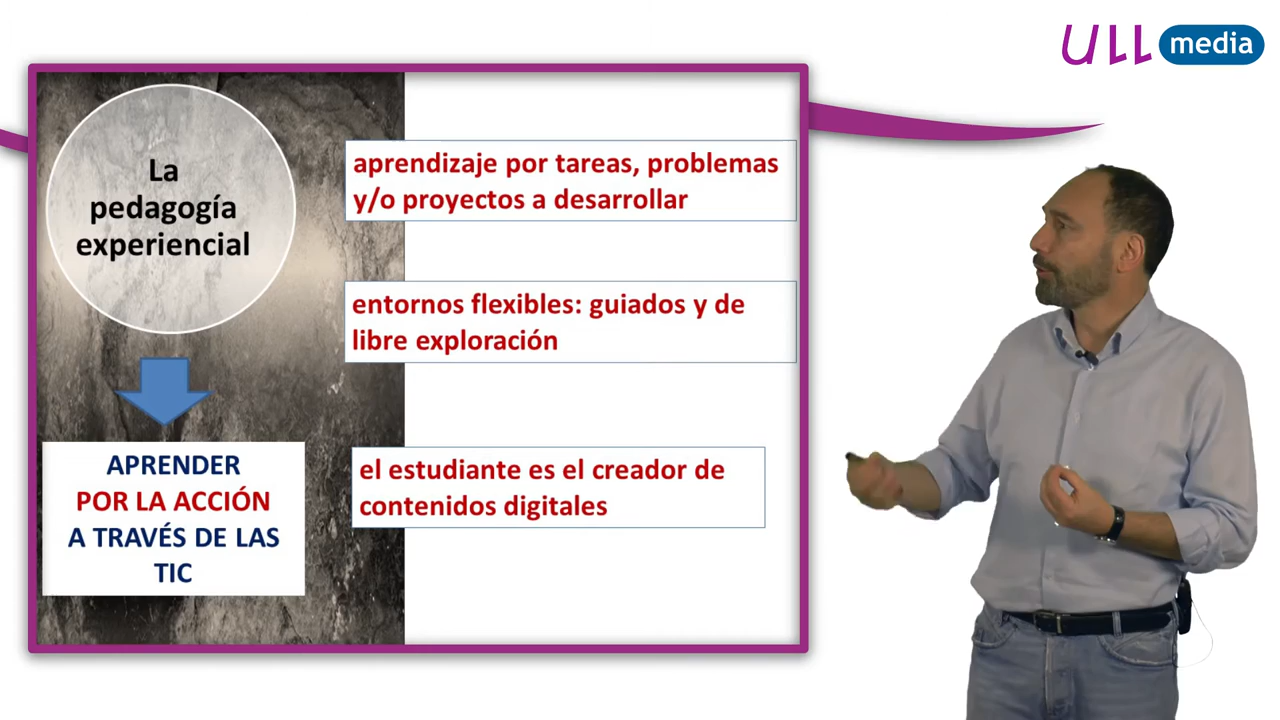 ULL media
La
pedagogía
experiencial
aprendizaje por tareas, problemas
y/o proyectos a desarrollar
entornos flexibles: guiados y de
libre exploración
APRENDER
POR LA ACCIÓN
A TRAVÉS DE LAS
TIC
el estudiante es el creador de
contenidos digitales